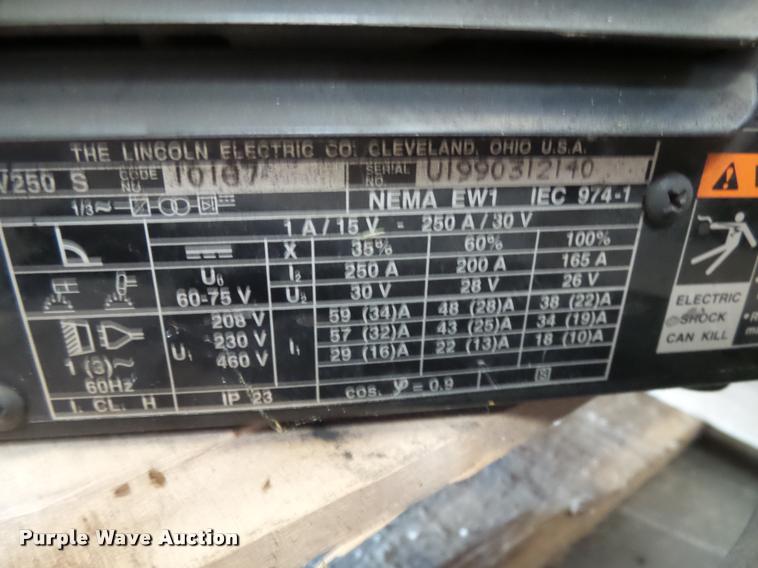 THE LINCOLN ELECTRIC CO. CLEVELAND, OHIO U.S.A.
V250 S CODE NO. 10107 SERIAL NO. U1990312140
1/3~ NEMA EW1 IEC 974-1
1 A / 15 V - 250 A / 30 V
X 35% 60% 100%
U0 I2 250 A 200 A 165 A
60-75 V U2 30 V 28 V 26 V
208 V 59 (34)A 48 (28)A 38 (22)A
U1 230 V I1 57 (32)A 43 (25)A 34 (19)A
1 (3)~ 460 V 29 (16)A 22 (13)A 18 (10)A
60Hz
I. CL. H IP 23 cos. φ = 0.9 S
ELECTRIC
SHOCK
CAN KILL
Purple Wave Auction